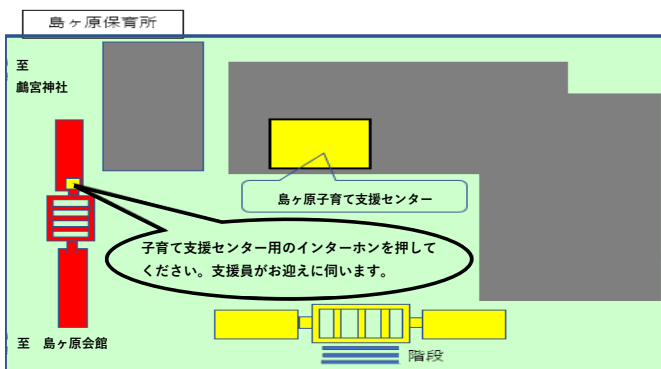 島ヶ原保育所
至
鸕宮神社
島ヶ原子育て支援センター
子育て支援センター用のインターホンを押して
ください。支援員がお迎えに伺います。
至 島ヶ原会館
階段